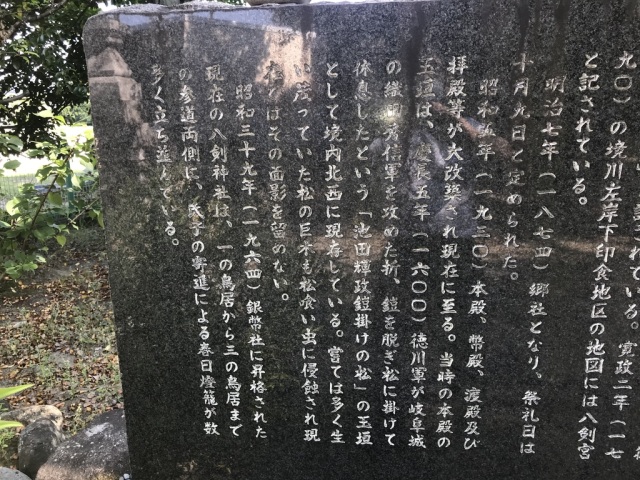 れている。寛政二年（一七
九〇）の境川左岸下印食地区の地図には八剣宮
と記されている。
明治七年（一八七四）郷社となり、祭礼日は
十月九日と定められた。
昭和五年（一九三〇）本殿、幣殿、渡殿及び
拝殿等が大改築され現在に至る。当時の本殿の
玉垣は、慶長五年（一六〇〇）徳川軍が岐阜城
の織田秀信軍を攻めた折、鎧を脱ぎ松に掛けて
休息したという「池田輝政鎧掛けの松」の玉垣
として境内北西に現存している。嘗ては多く生
い茂っていた松の巨木も松喰い虫に侵蝕され現
在ではその面影を留めない。
昭和三十九年（一九六四）銀幣社に昇格された
現在の八剣神社は、一の鳥居から三の鳥居まで
の参道両側に、氏子の寄進による春日燈籠が数
多く立ち並んでいる。